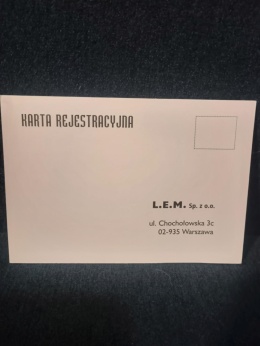 KARTA REJESTRACYJNA
L.E.M. Sp. z o.o.
ul. Chochołowska 3c
02-935 Warszawa